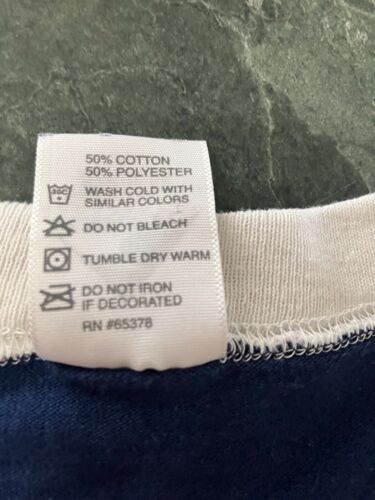 50% COTTON
50% POLYESTER
30C
WASH COLD WITH
SIMILAR COLORS
DO NOT BLEACH
TUMBLE DRY WARM
DO NOT IRON
IF DECORATED
RN #65378